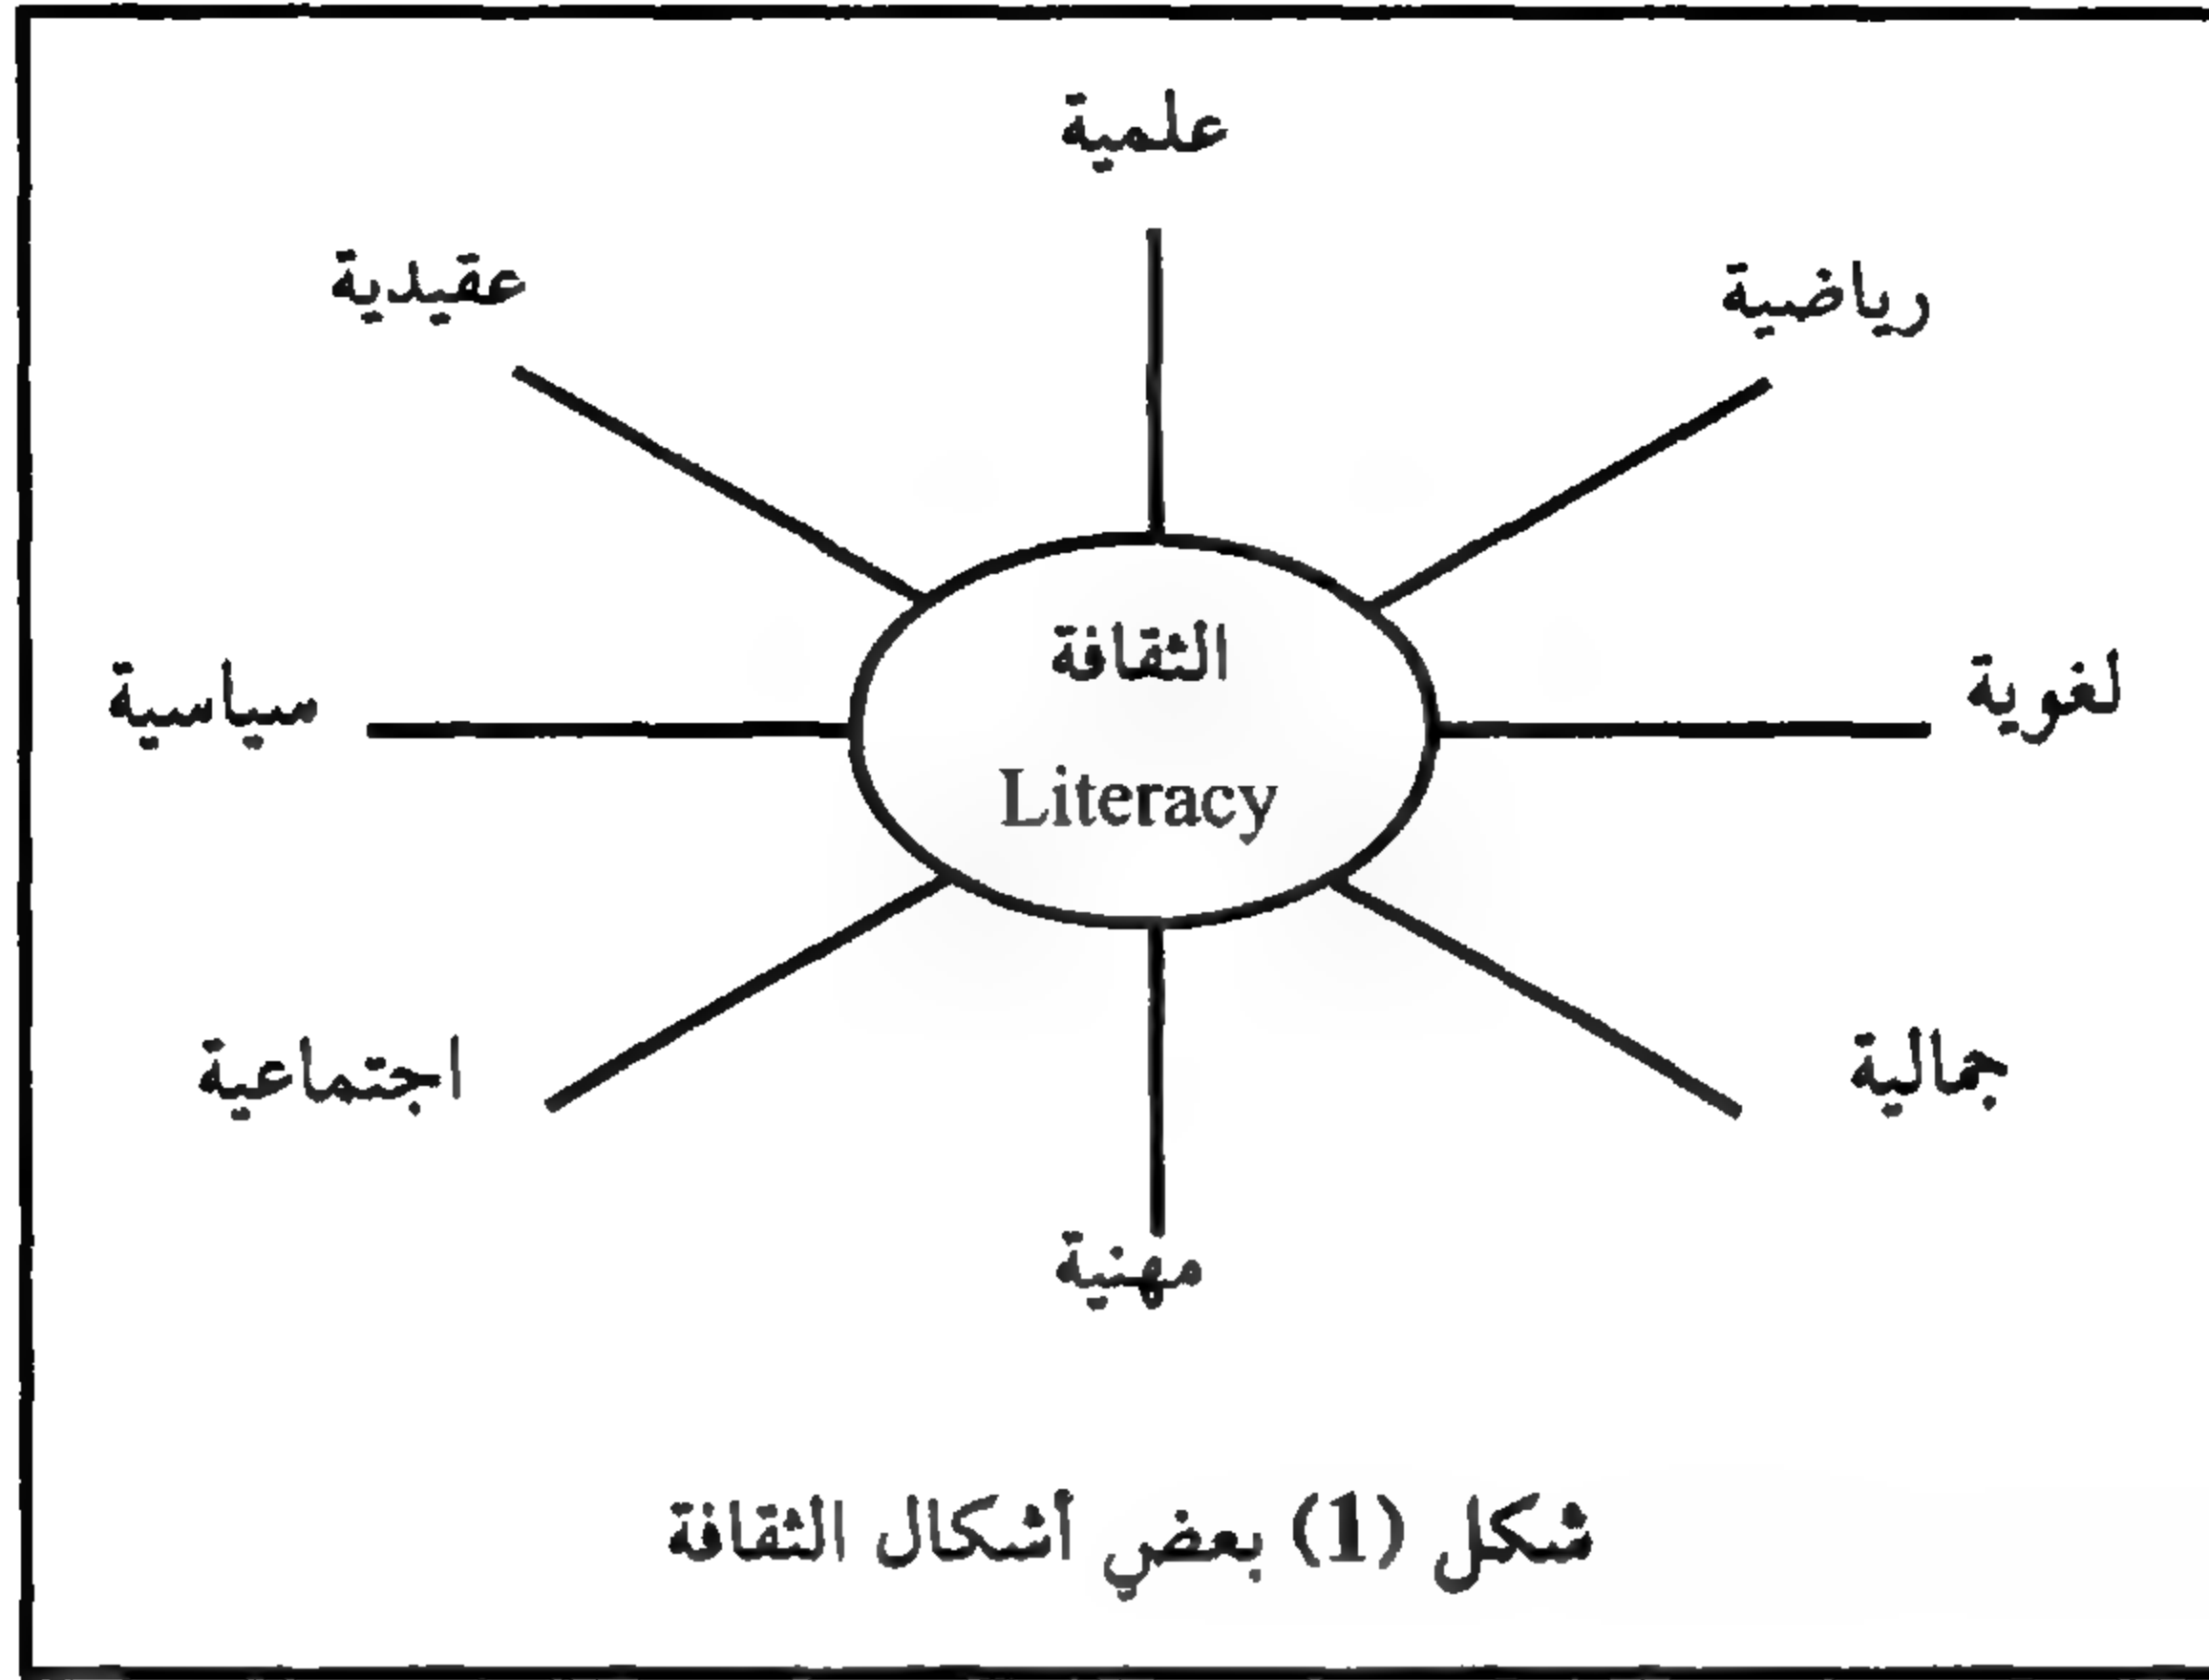 علمية
رياضية
عقيدية
لغوية
الثقافة
سياسية
Literacy
جمالية
اجتماعية
مهنية
شكل (1) بعض أشكال الثقافة